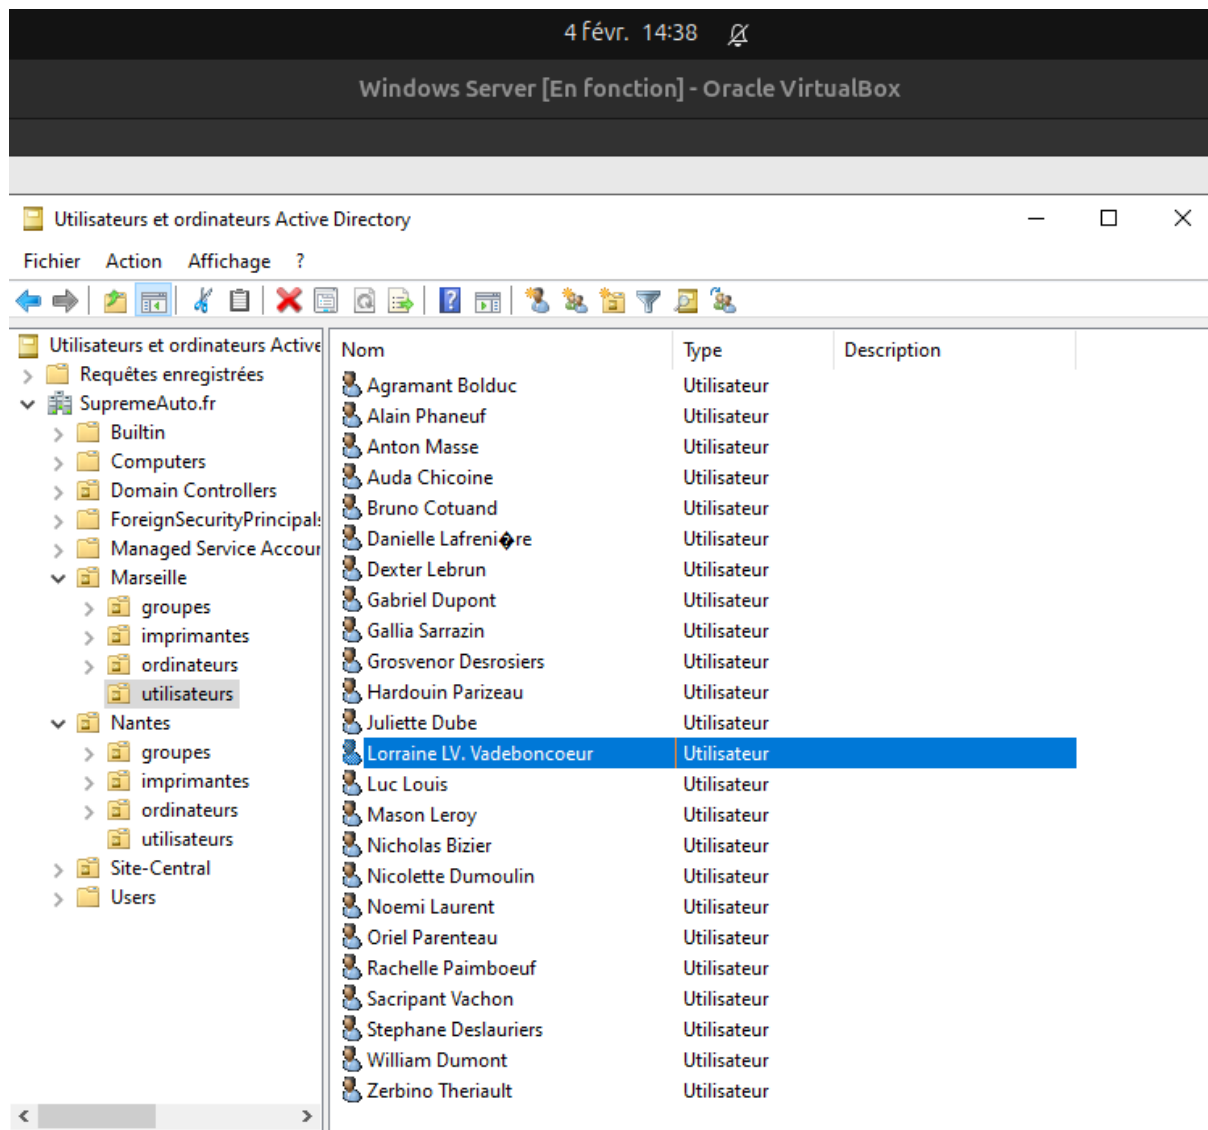 4 févr. 14:38
Windows Server [En fonction] - Oracle VirtualBox
Utilisateurs et ordinateurs Active Directory
Fichier Action Affichage ?
Utilisateurs et ordinateurs Active
Requêtes enregistrées
SupremeAuto.fr
Builtin
Computers
Domain Controllers
ForeignSecurityPrincipals
Managed Service Accour
Marseille
groupes
imprimantes
ordinateurs
utilisateurs
Nantes
groupes
imprimantes
ordinateurs
utilisateurs
Site-Central
Users
Nom Type Description
Agramant Bolduc Utilisateur
Alain Phaneuf Utilisateur
Anton Masse Utilisateur
Auda Chicoine Utilisateur
Bruno Cotuand Utilisateur
Danielle Lafreni�re Utilisateur
Dexter Lebrun Utilisateur
Gabriel Dupont Utilisateur
Gallia Sarrazin Utilisateur
Grosvenor Desrosiers Utilisateur
Hardouin Parizeau Utilisateur
Juliette Dube Utilisateur
Lorraine LV. Vadeboncoeur Utilisateur
Luc Louis Utilisateur
Mason Leroy Utilisateur
Nicholas Bizier Utilisateur
Nicolette Dumoulin Utilisateur
Noemi Laurent Utilisateur
Oriel Parenteau Utilisateur
Rachelle Paimboeuf Utilisateur
Sacripant Vachon Utilisateur
Stephane Deslauriers Utilisateur
William Dumont Utilisateur
Zerbino Theriault Utilisateur